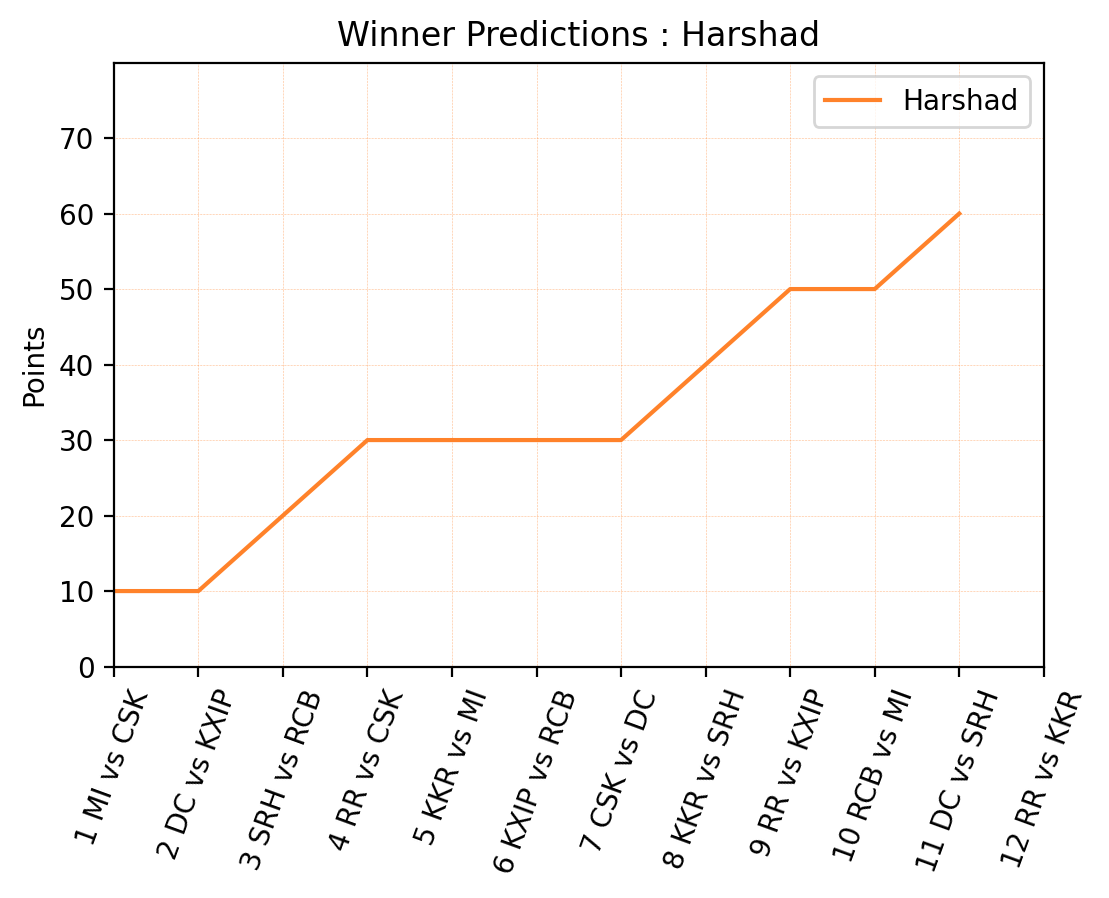 Winner Predictions : Harshad
Harshad
Points
70
60
50
40
30
20
10
0
1 MI vs CSK
2 DC vs KXIP
3 SRH vs RCB
4 RR vs CSK
5 KKR vs MI
6 KXIP vs RCB
7 CSK vs DC
8 KKR vs SRH
9 RR vs KXIP
10 RCB vs MI
11 DC vs SRH
12 RR vs KKR